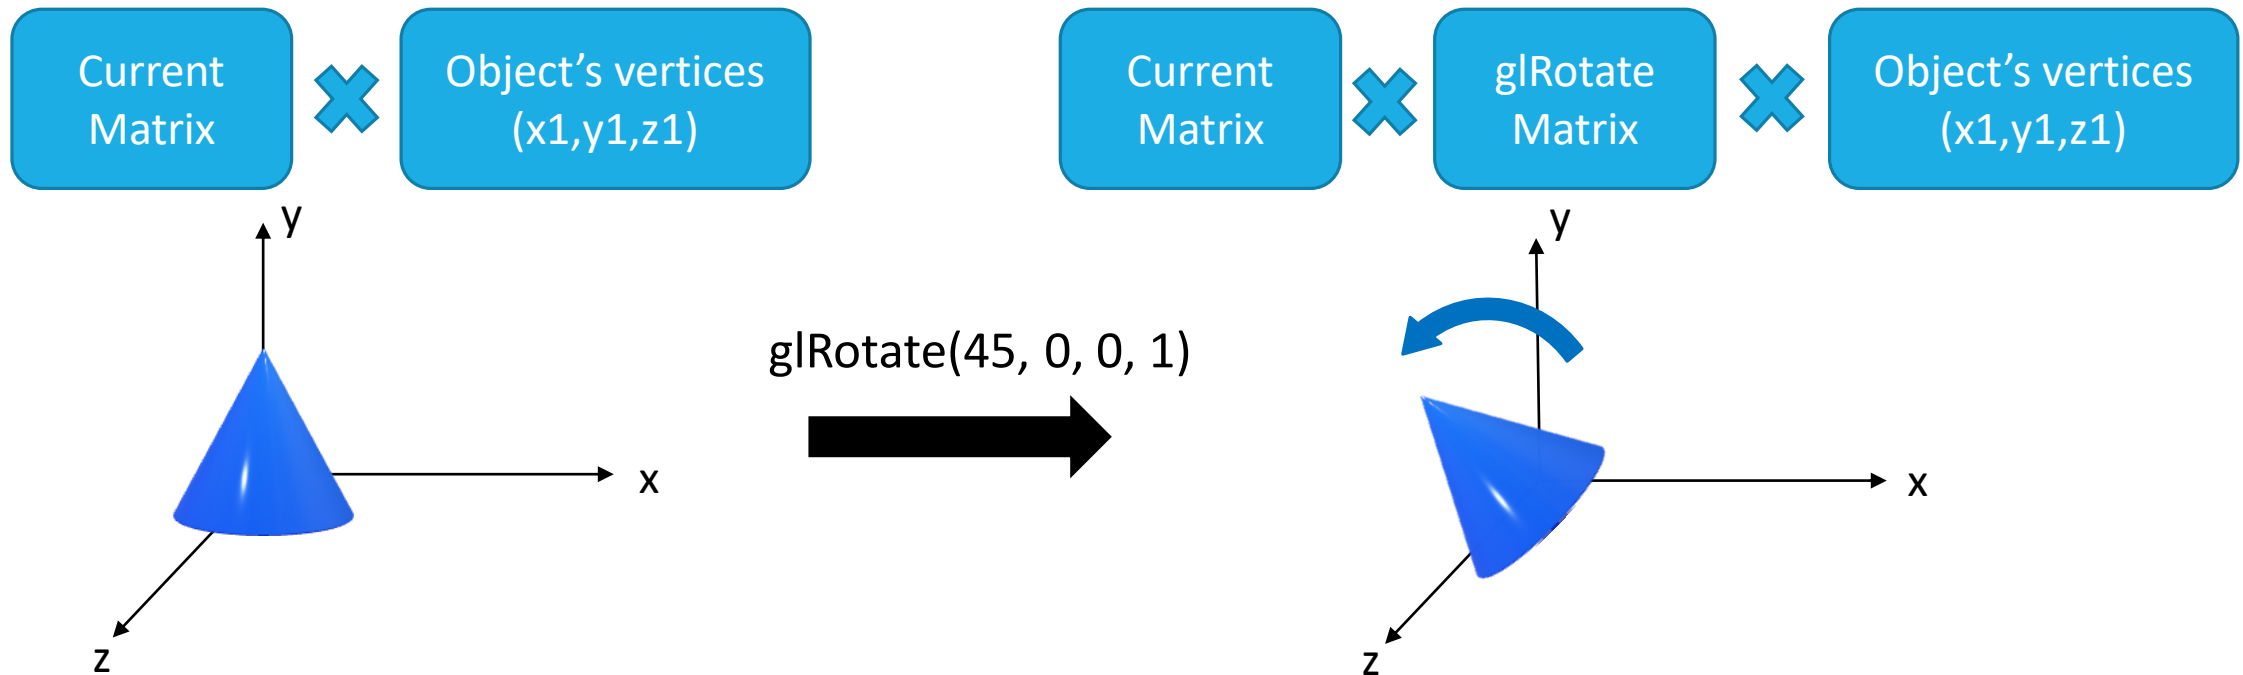 Current
Matrix
Object’s vertices
(x1,y1,z1)
Current
Matrix
glRotate
Matrix
Object’s vertices
(x1,y1,z1)
y
x
z
glRotate(45, 0, 0, 1)
y
x
z